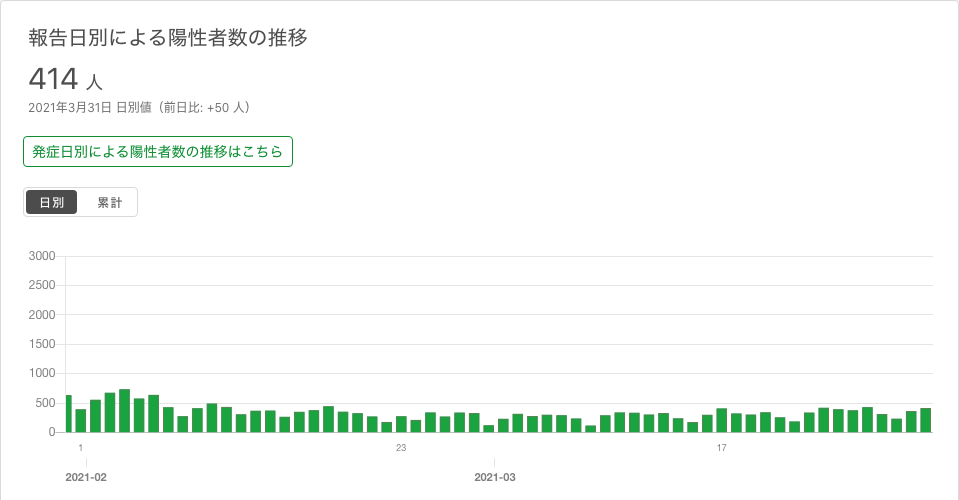 報告日別による陽性者数の推移
414 人
2021年3月31日 日別値（前日比: +50 人）
発症日別による陽性者数の推移はこちら
日別 累計
3000
2500
2000
1500
1000
500
0
1 23 17
2021-02 2021-03